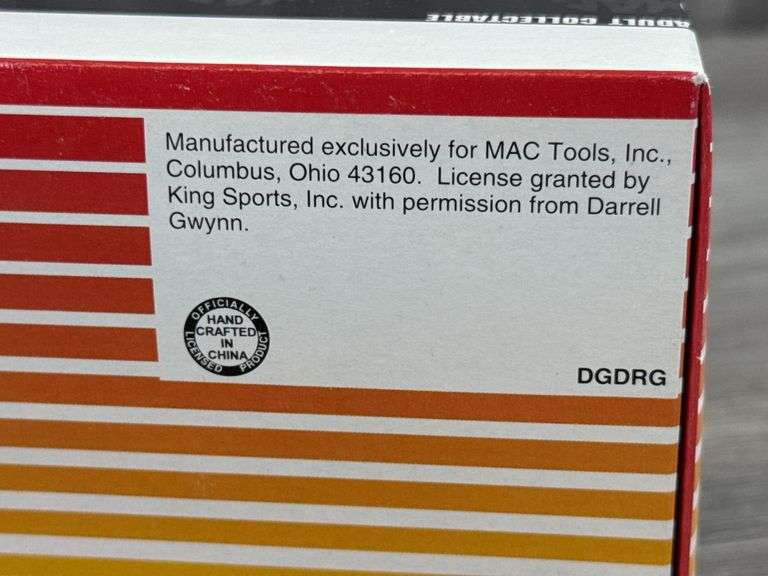 ADULT COLLECTABLE
Manufactured exclusively for MAC Tools, Inc.,
Columbus, Ohio 43160.  License granted by
King Sports, Inc. with permission from Darrell
Gwynn.
OFFICIALLY
HAND
CRAFTED
IN
CHINA
LICENSED PRODUCT
DGDRG